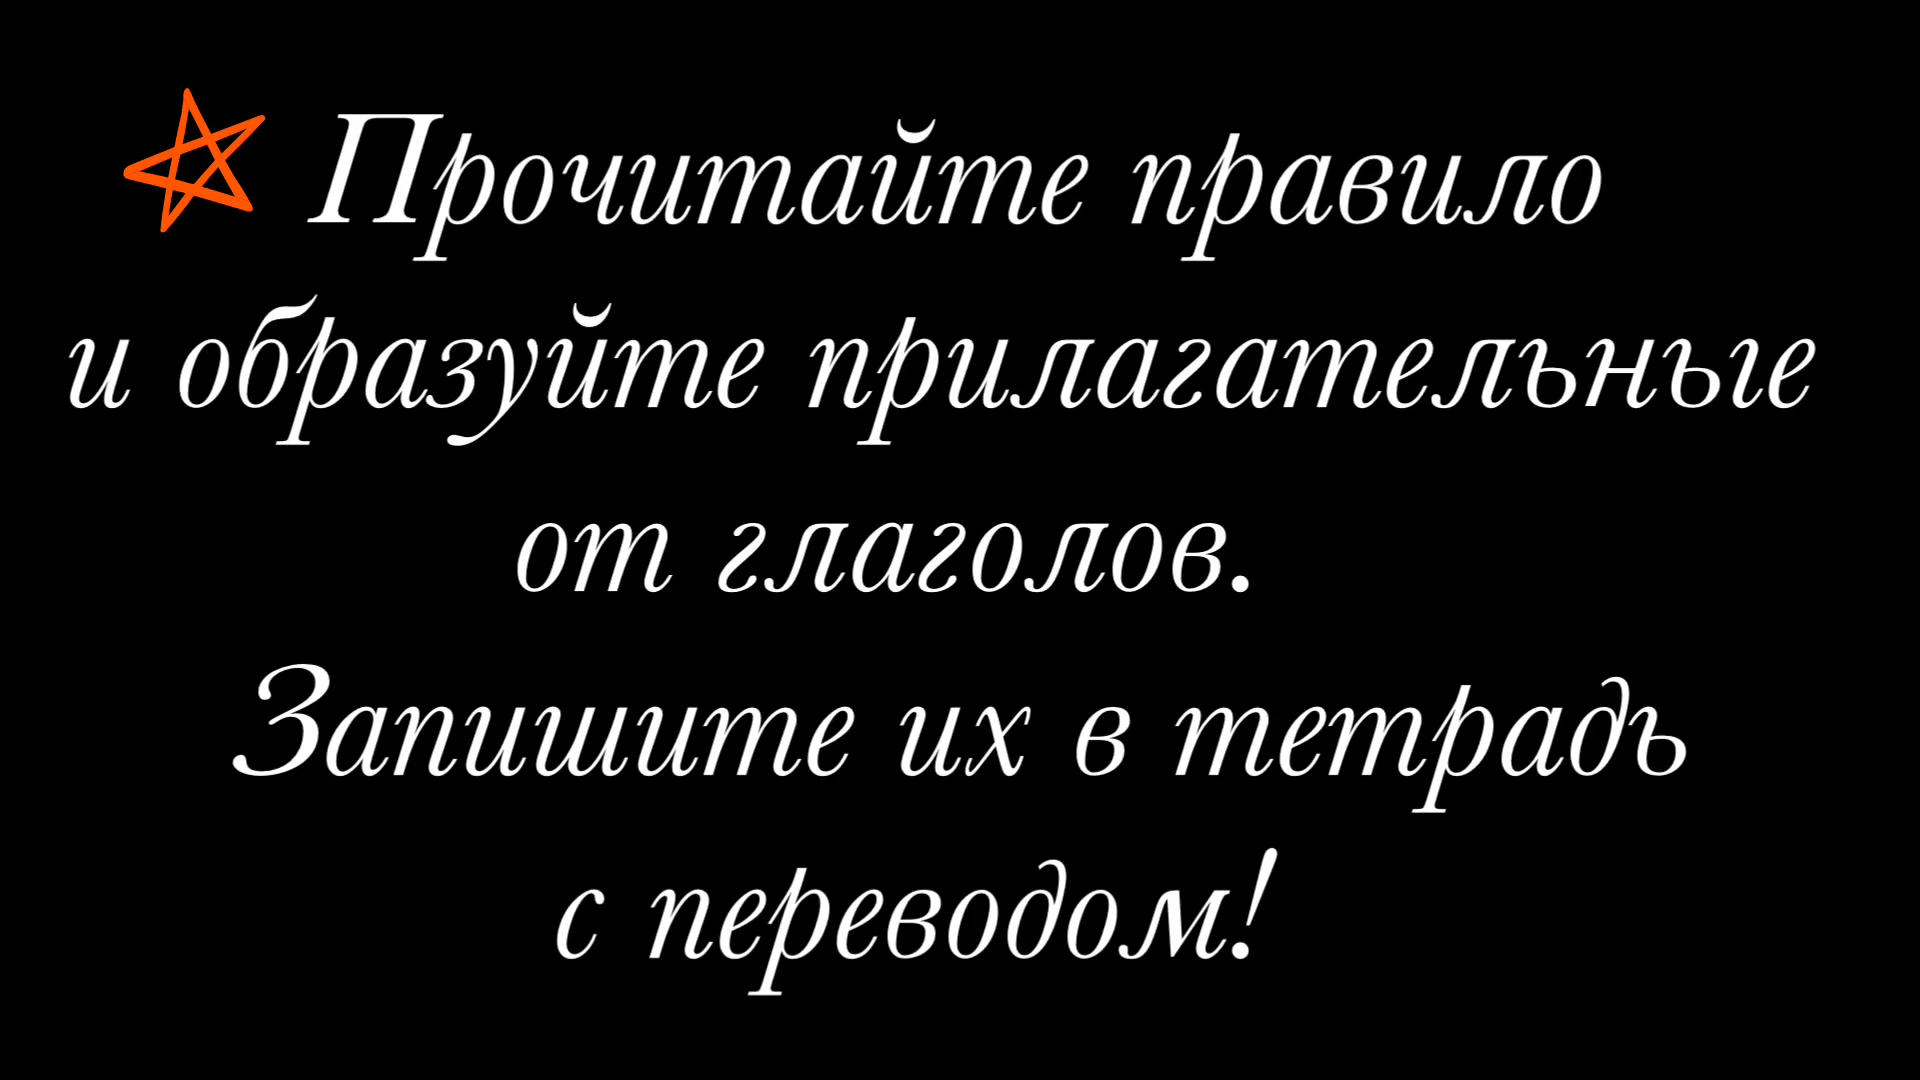 Прочитайте правило
и образуйте прилагательные
от глаголов.
Запишите их в тетрадь
с переводом!